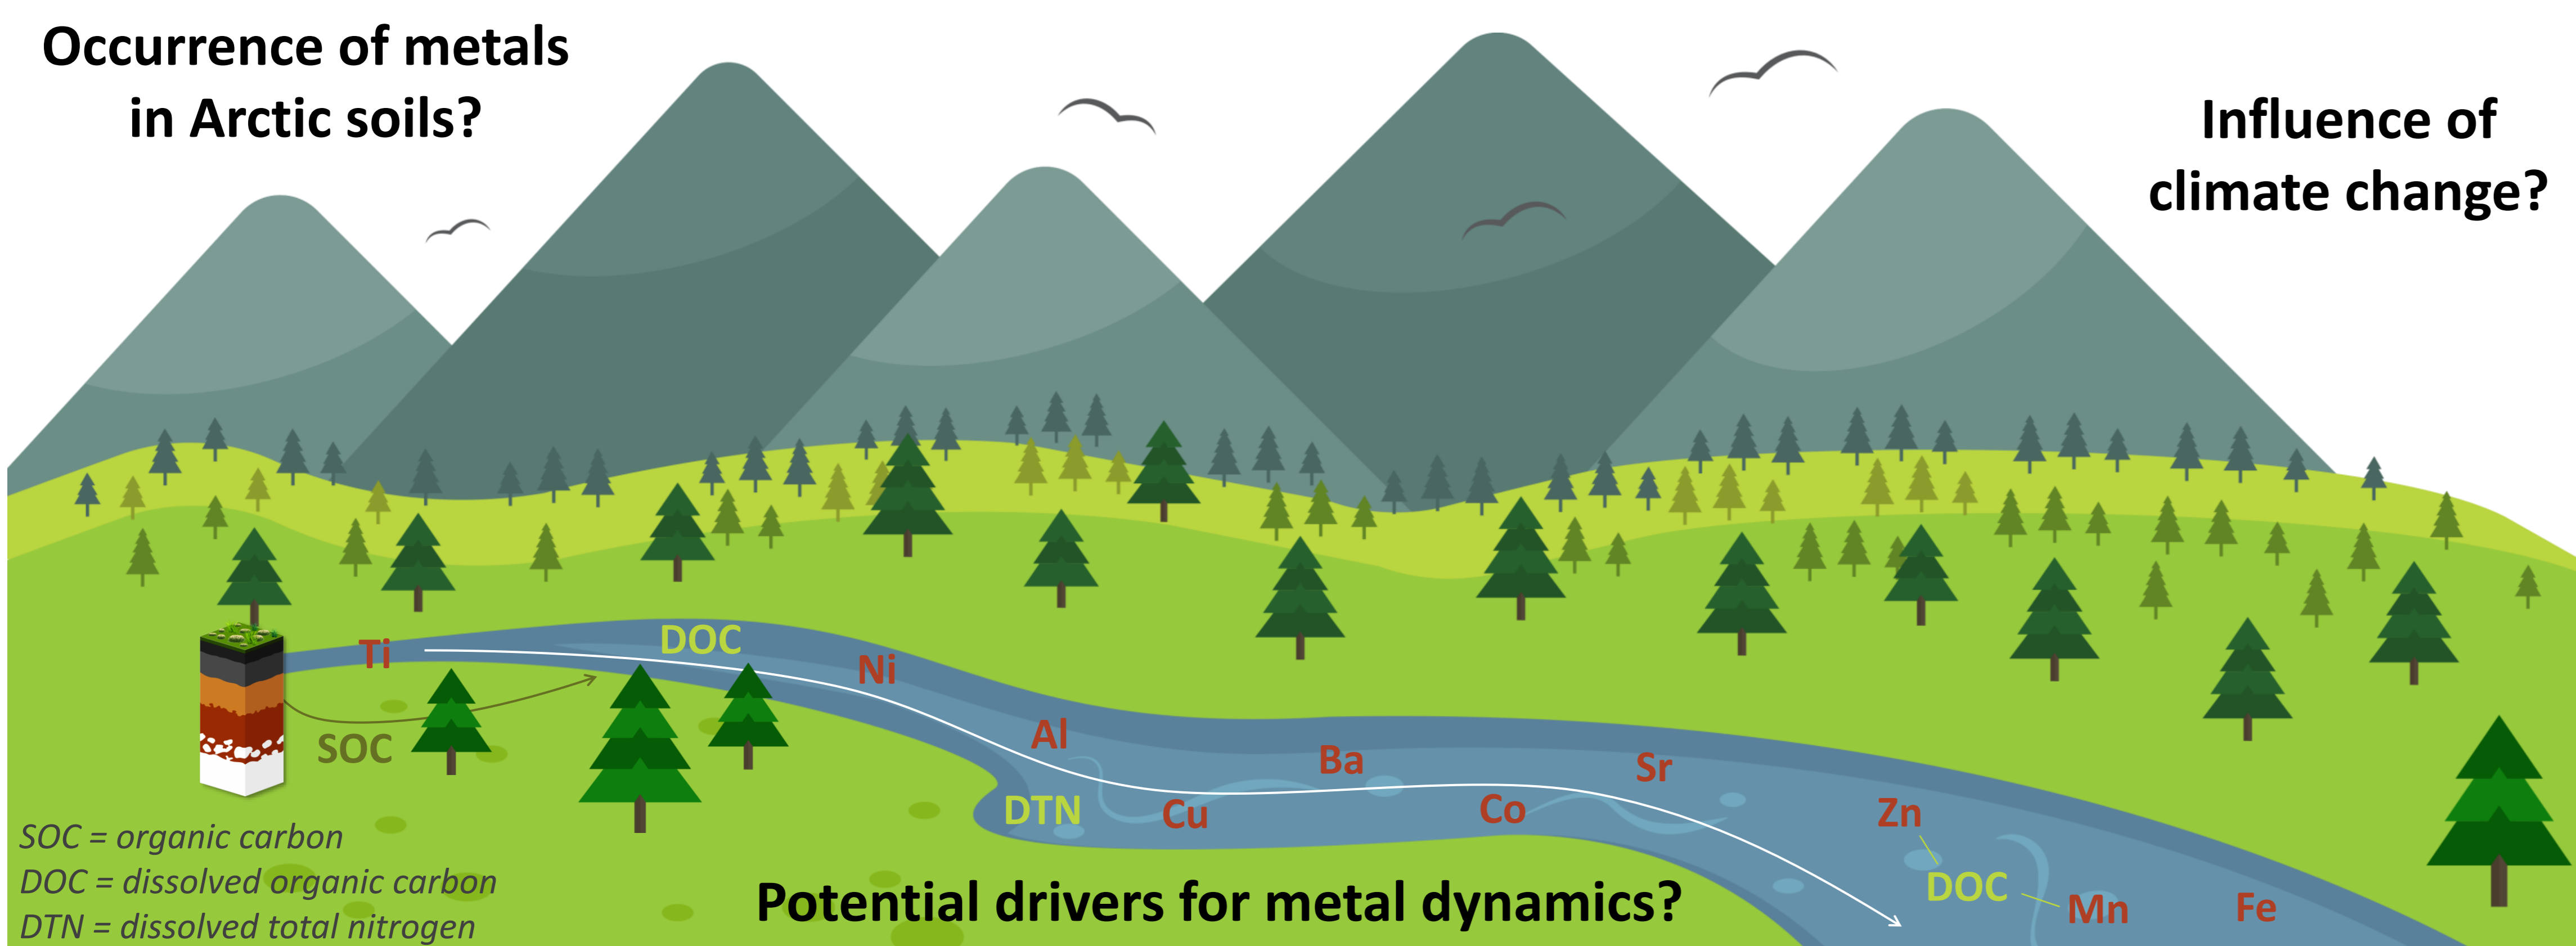 Occurrence of metals
in Arctic soils?
Influence of
climate change?
Ti
DOC
Ni
SOC
Al
Ba
Sr
DTN
Cu
Co
Zn
DOC
Mn
Fe
SOC = organic carbon
DOC = dissolved organic carbon
DTN = dissolved total nitrogen
Potential drivers for metal dynamics?